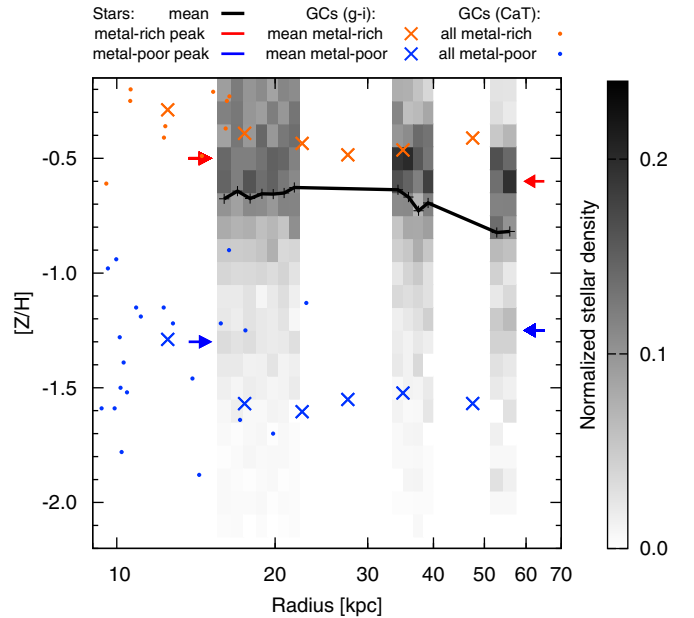 Stars: mean GCs (g-i): GCs (CaT):
metal-rich peak mean metal-rich all metal-rich
metal-poor peak mean metal-poor all metal-poor
-0.5
-1.0
-1.5
-2.0
[Z/H]
10 20 30 40 50 60 70
Radius [kpc]
0.2
0.1
0.0
Normalized stellar density